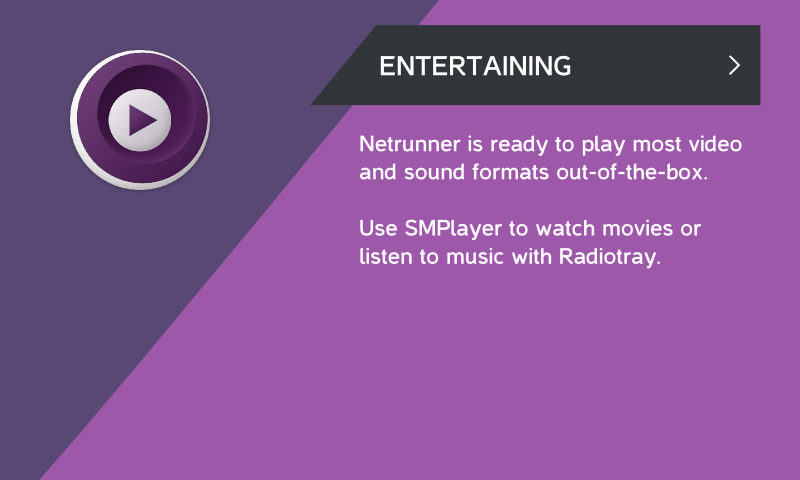 ENTERTAINING
Netrunner is ready to play most video
and sound formats out-of-the-box.
Use SMPlayer to watch movies or
listen to music with Radiotray.